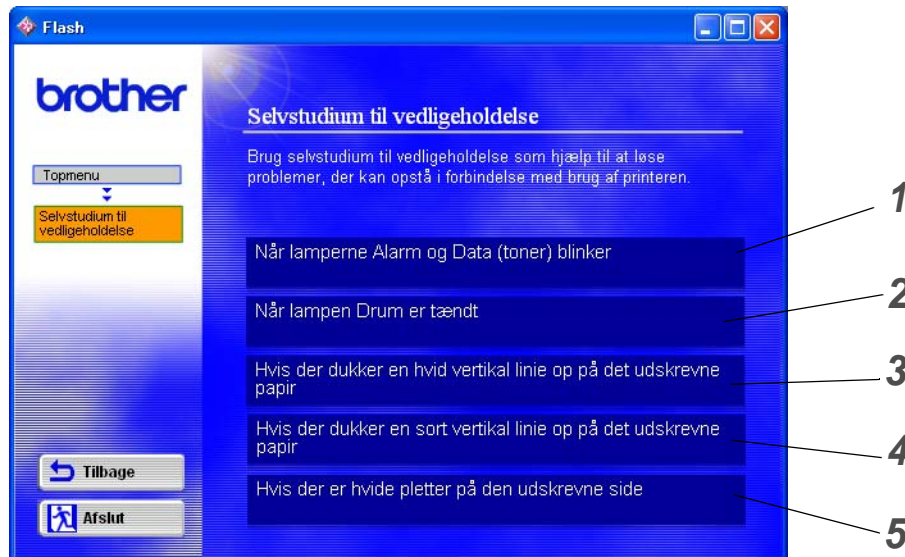 Flash
brother
Topmenu
Selvstudium til
vedligeholdelse
Tilbage
Afslut
Selvstudium til vedligeholdelse
Brug selvstudium til vedligeholdelse som hjælp til at løse
problemer, der kan opstå i forbindelse med brug af printeren.
Når lamperne Alarm og Data (toner) blinker
1
Når lampen Drum er tændt
2
Hvis der dukker en hvid vertikal linie op på det udskrevne
papir
3
Hvis der dukker en sort vertikal linie op på det udskrevne
papir
4
Hvis der er hvide pletter på den udskrevne side
5